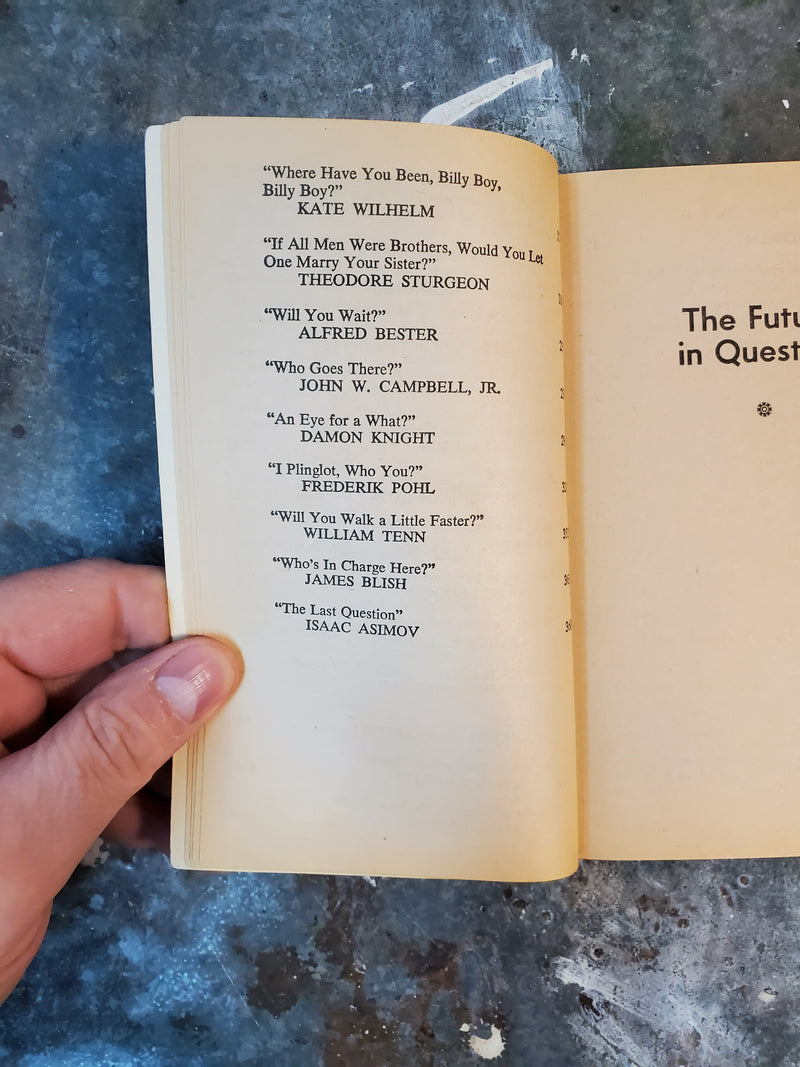 “Where Have You Been, Billy Boy,
Billy Boy?”
KATE WILHELM
“If All Men Were Brothers, Would You Let
One Marry Your Sister?”
THEODORE STURGEON
“Will You Wait?”
ALFRED BESTER
“Who Goes There?”
JOHN W. CAMPBELL, JR.
“An Eye for a What?”
DAMON KNIGHT
“I Plinglot, Who You?”
FREDERIK POHL
“Will You Walk a Little Faster?”
WILLIAM TENN
“Who's In Charge Here?”
JAMES BLISH
“The Last Question”
ISAAC ASIMOV
The Futu
in Quest